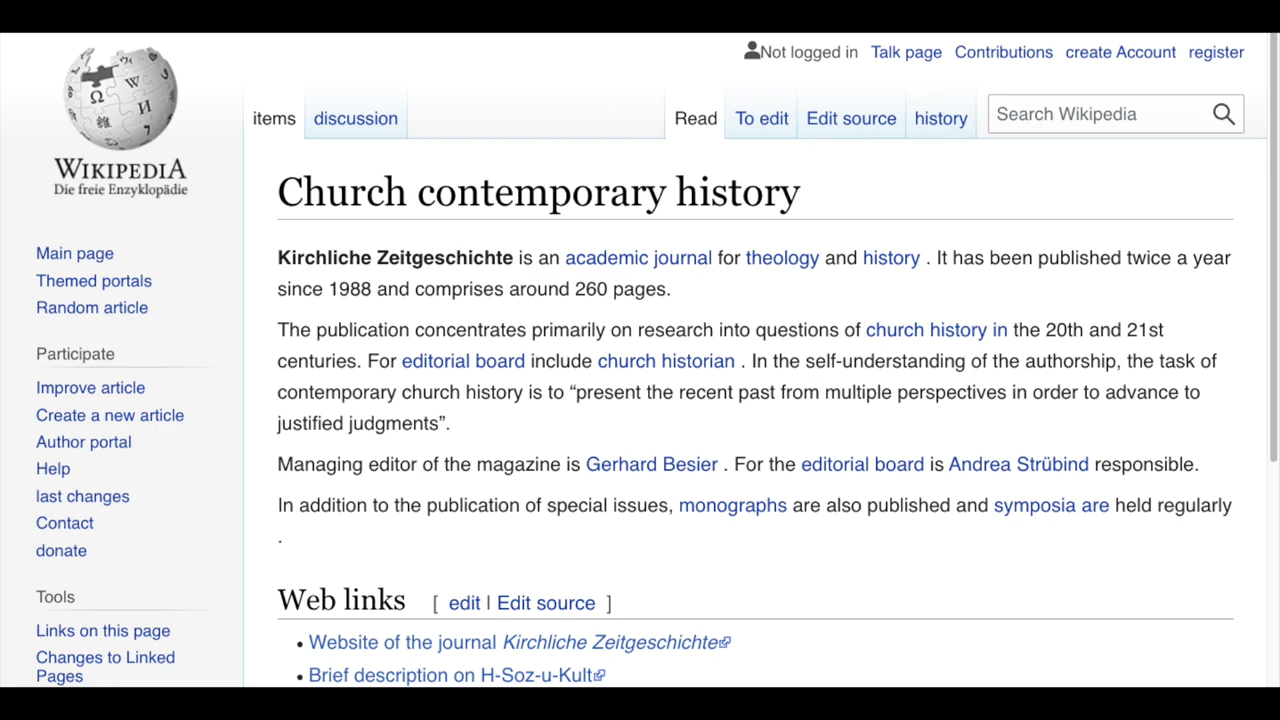 Not logged in Talk page Contributions create Account register
items discussion Read To edit Edit source history Search Wikipedia
WIKIPEDIA
Die freie Enzyklopädie
Main page
Themed portals
Random article
Participate
Improve article
Create a new article
Author portal
Help
last changes
Contact
donate
Tools
Links on this page
Changes to Linked
Pages
Church contemporary history
Kirchliche Zeitgeschichte is an academic journal for theology and history . It has been published twice a year
since 1988 and comprises around 260 pages.
The publication concentrates primarily on research into questions of church history in the 20th and 21st
centuries. For editorial board include church historian . In the self-understanding of the authorship, the task of
contemporary church history is to “present the recent past from multiple perspectives in order to advance to
justified judgments”.
Managing editor of the magazine is Gerhard Besier . For the editorial board is Andrea Strübind responsible.
In addition to the publication of special issues, monographs are also published and symposia are held regularly
.
Web links [ edit | Edit source ]
• Website of the journal Kirchliche Zeitgeschichte
• Brief description on H-Soz-u-Kult